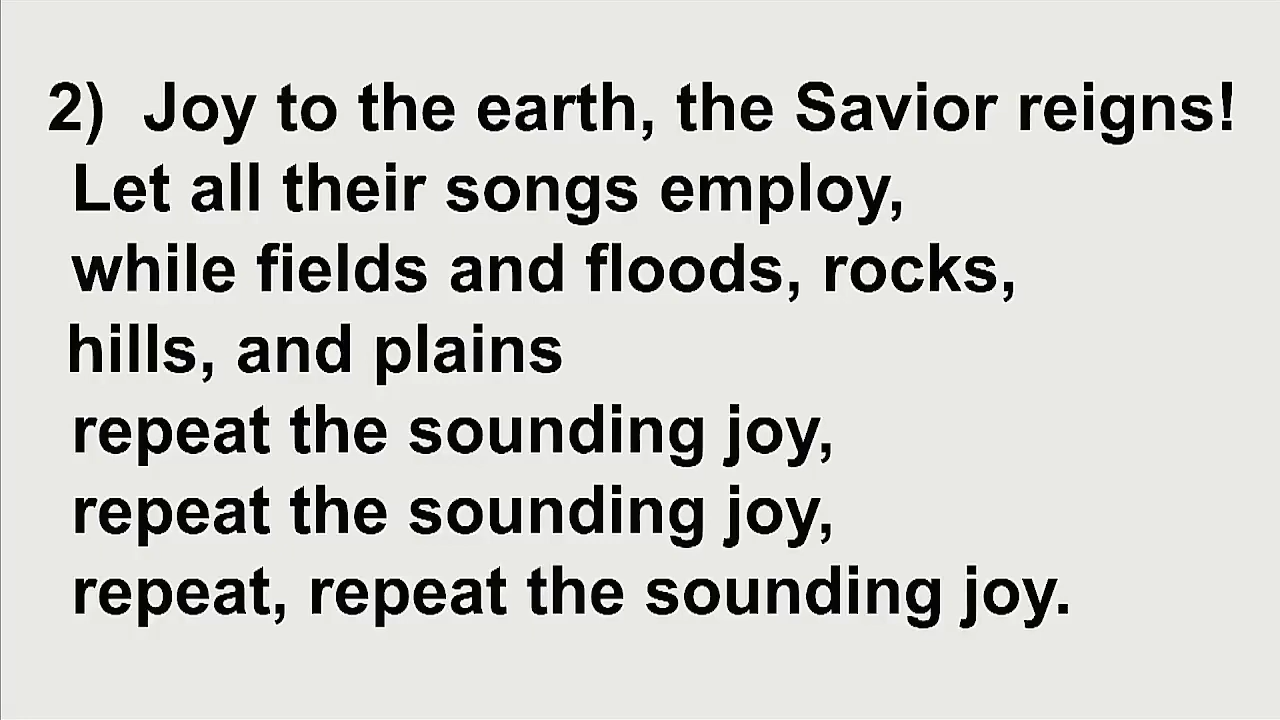 2) Joy to the earth, the Savior reigns!
Let all their songs employ,
while fields and floods, rocks,
hills, and plains
repeat the sounding joy,
repeat the sounding joy,
repeat, repeat the sounding joy.